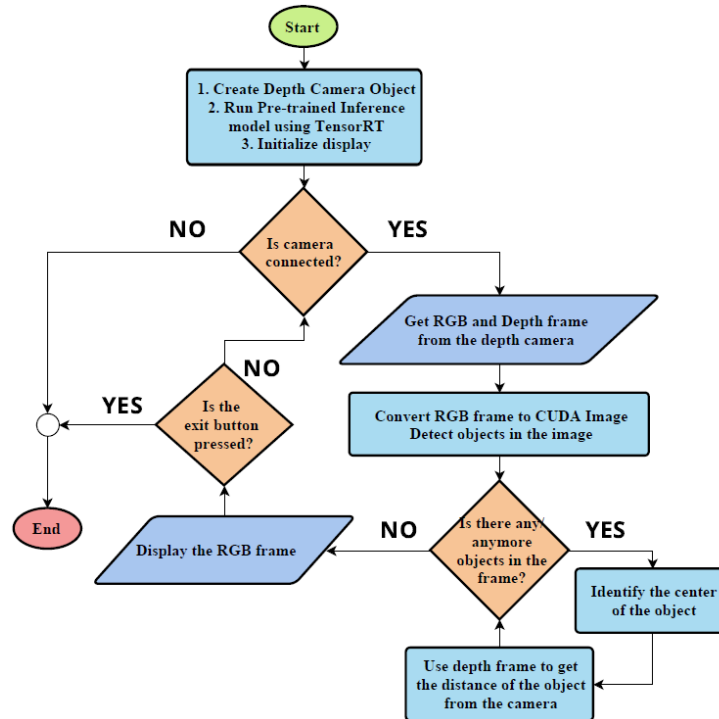 Start
1. Create Depth Camera Object
2. Run Pre-trained Inference
model using TensorRT
3. Initialize display
NO
YES
Is camera
connected?
Get RGB and Depth frame
from the depth camera
NO
YES
Is the
exit button
pressed?
Convert RGB frame to CUDA Image
Detect objects in the image
End
Display the RGB frame
NO
Is there any/
anymore
objects in the
frame?
YES
Identify the center
of the object
Use depth frame to get
the distance of the object
from the camera